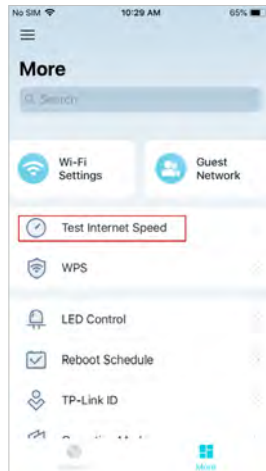 No SIM 10:29 AM 65%
More
Search
Wi-Fi
Settings
Guest
Network
Test Internet Speed
WPS
LED Control
Reboot Schedule
TP-Link ID
More